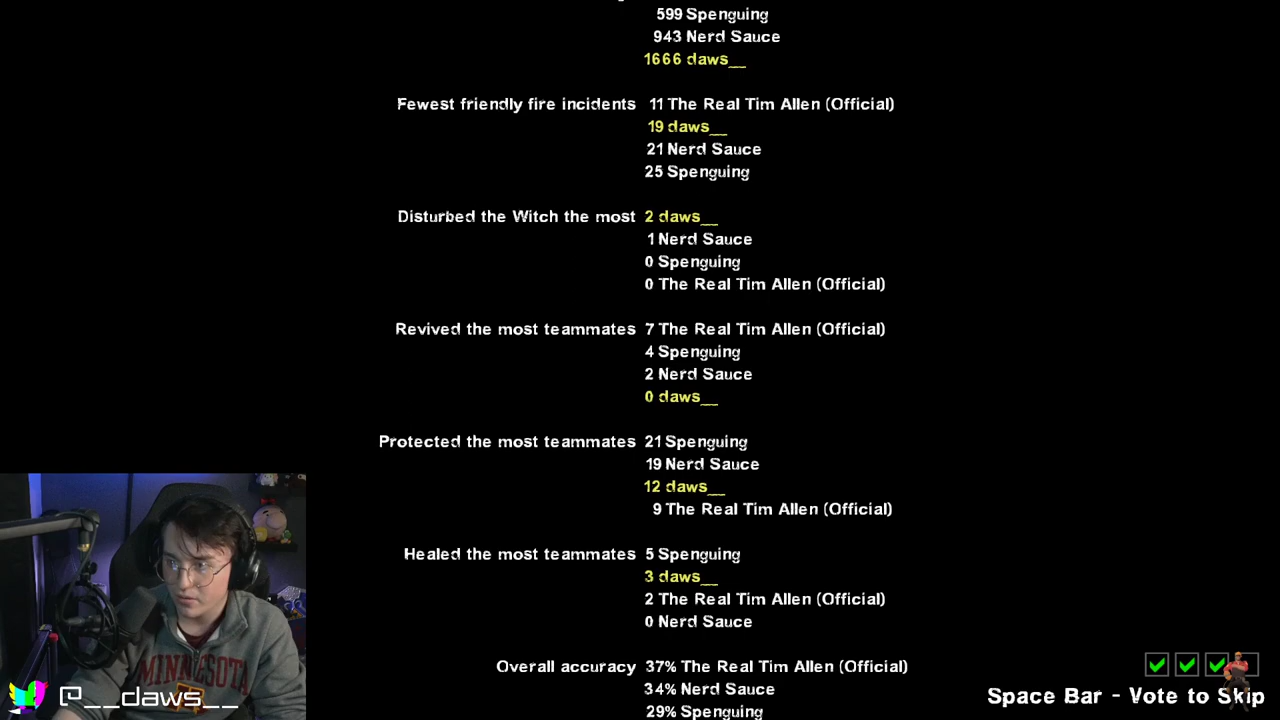 599 Spenguing
943 Nerd Sauce
1666 daws__
Fewest friendly fire incidents 11 The Real Tim Allen (Official)
19 daws__
21 Nerd Sauce
25 Spenguing
Disturbed the Witch the most 2 daws__
1 Nerd Sauce
0 Spenguing
0 The Real Tim Allen (Official)
Revived the most teammates 7 The Real Tim Allen (Official)
4 Spenguing
2 Nerd Sauce
0 daws__
Protected the most teammates 21 Spenguing
19 Nerd Sauce
12 daws__
9 The Real Tim Allen (Official)
Healed the most teammates 5 Spenguing
3 daws__
2 The Real Tim Allen (Official)
0 Nerd Sauce
Overall accuracy 37% The Real Tim Allen (Official)
34% Nerd Sauce
29% Spenguing
MINNESOTA
@__daws__
Space Bar - Vote to Skip